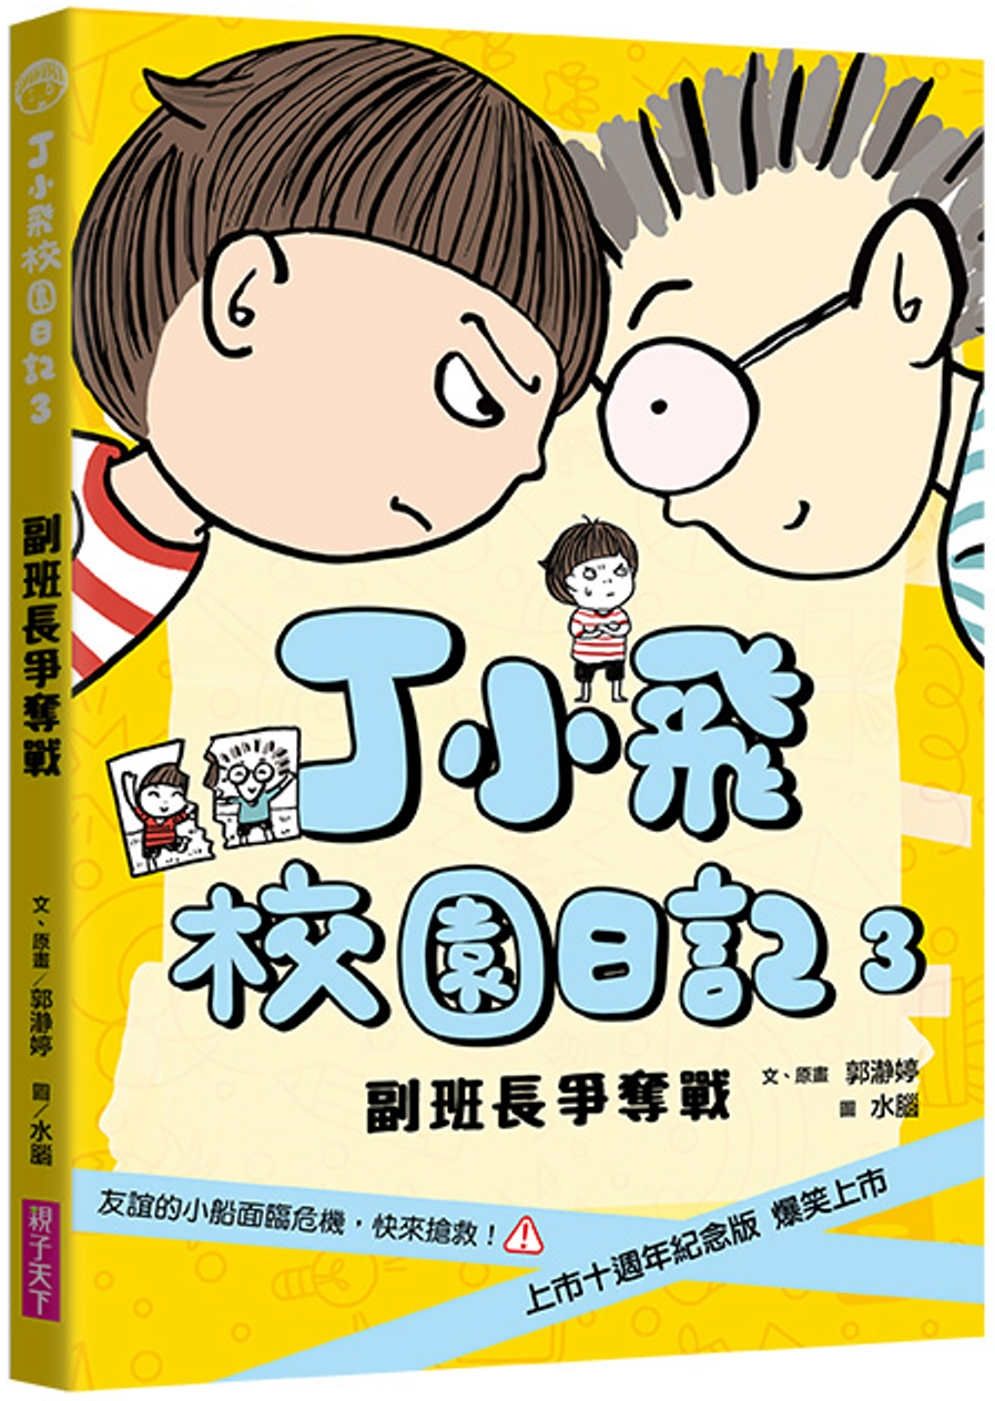 丁小飛校園日記3
副班長爭奪戰
文、原畫／郭瀞婷 圖／水腦
親子天下
丁小飛
校園日記3
副班長爭奪戰
文、原畫 郭瀞婷
圖 水腦
友誼的小船面臨危機，快來搶救！
上市十週年紀念版 爆笑上市